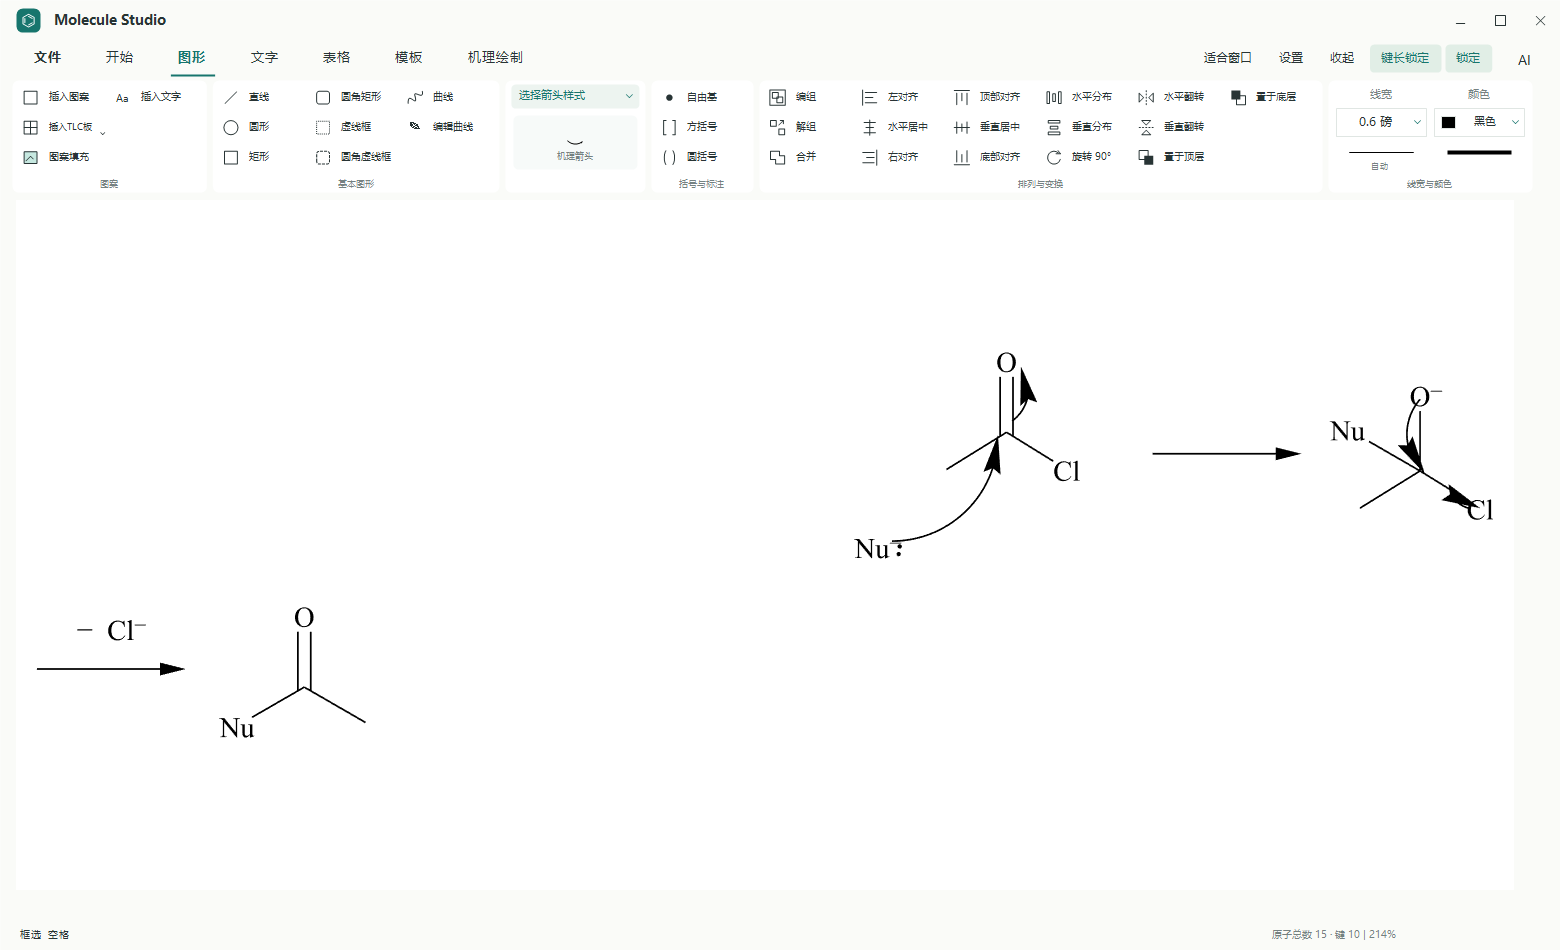 Molecule Studio
文件 开始 图形 文字 表格 模板 机理绘制 适合窗口 设置 收起 键长锁定 锁定 AI
插入图案 Aa 插入文字 直线 圆角矩形 曲线 选择箭头样式 自由基 编组 左对齐 顶部对齐 水平分布 水平翻转 置于底层 线宽 颜色
插入TLC板 圆形 虚线框 编辑曲线 方括号 解组 水平居中 垂直居中 垂直分布 垂直翻转 0.6 磅 黑色
图案填充 矩形 圆角虚线框 机理箭头 圆括号 合并 右对齐 底部对齐 旋转 90° 置于顶层 自动
图案 基本图形 括号与标注 排列与变换 线宽与颜色
O
O−
Nu
Cl
Cl
Nu−:
O
− Cl−
Nu
框选 空格 原子总数 15 · 键 10 | 214%